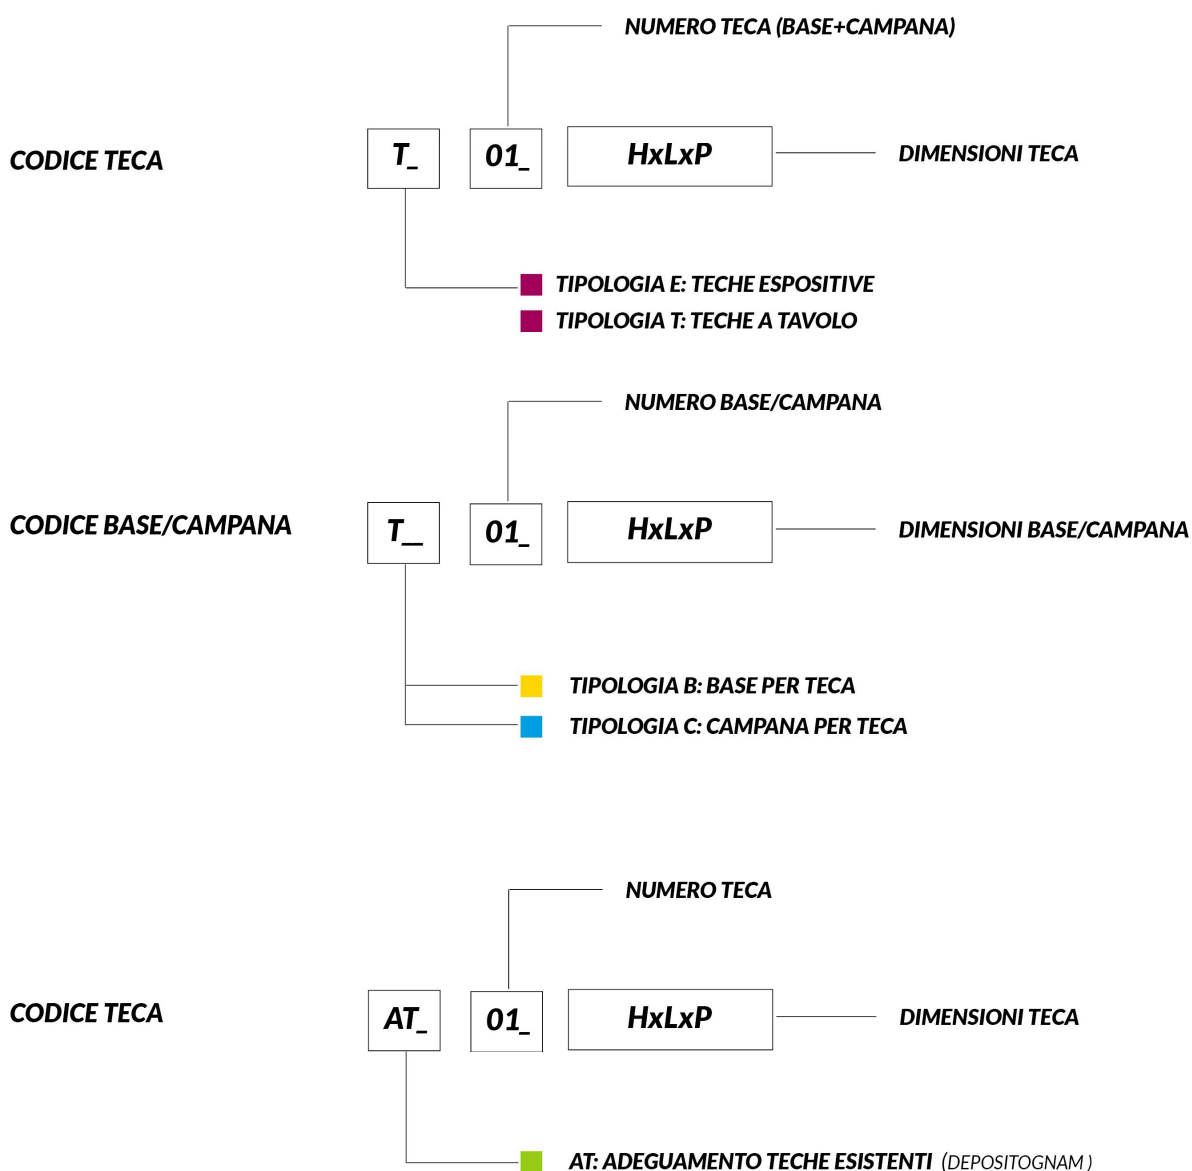 NUMERO TECA (BASE+CAMPANA)
CODICE TECA T_ 01_ HxLxP DIMENSIONI TECA
TIPOLOGIA E: TECHE ESPOSITIVE
TIPOLOGIA T: TECHE A TAVOLO
NUMERO BASE/CAMPANA
CODICE BASE/CAMPANA T__ 01_ HxLxP DIMENSIONI BASE/CAMPANA
TIPOLOGIA B: BASE PER TECA
TIPOLOGIA C: CAMPANA PER TECA
NUMERO TECA
CODICE TECA AT_ 01_ HxLxP DIMENSIONI TECA
AT: ADEGUAMENTO TECHE ESISTENTI (DEPOSITOGNAM )